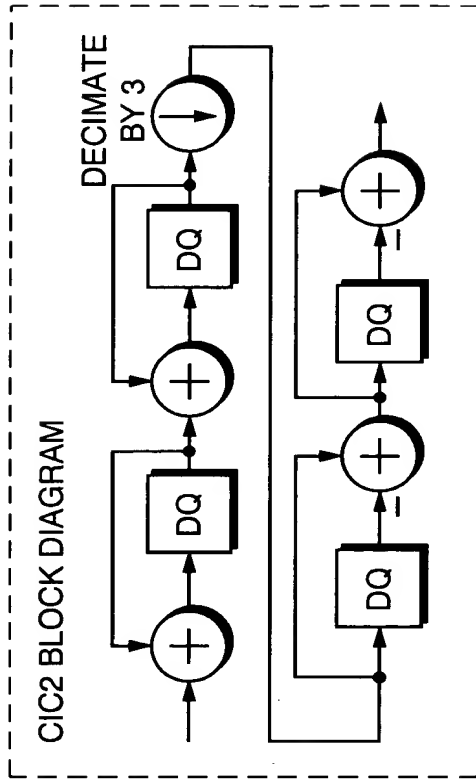 CIC2 BLOCK DIAGRAM
DECIMATE
BY 3
+
DQ
+
DQ
DQ
+
–
DQ
+
–